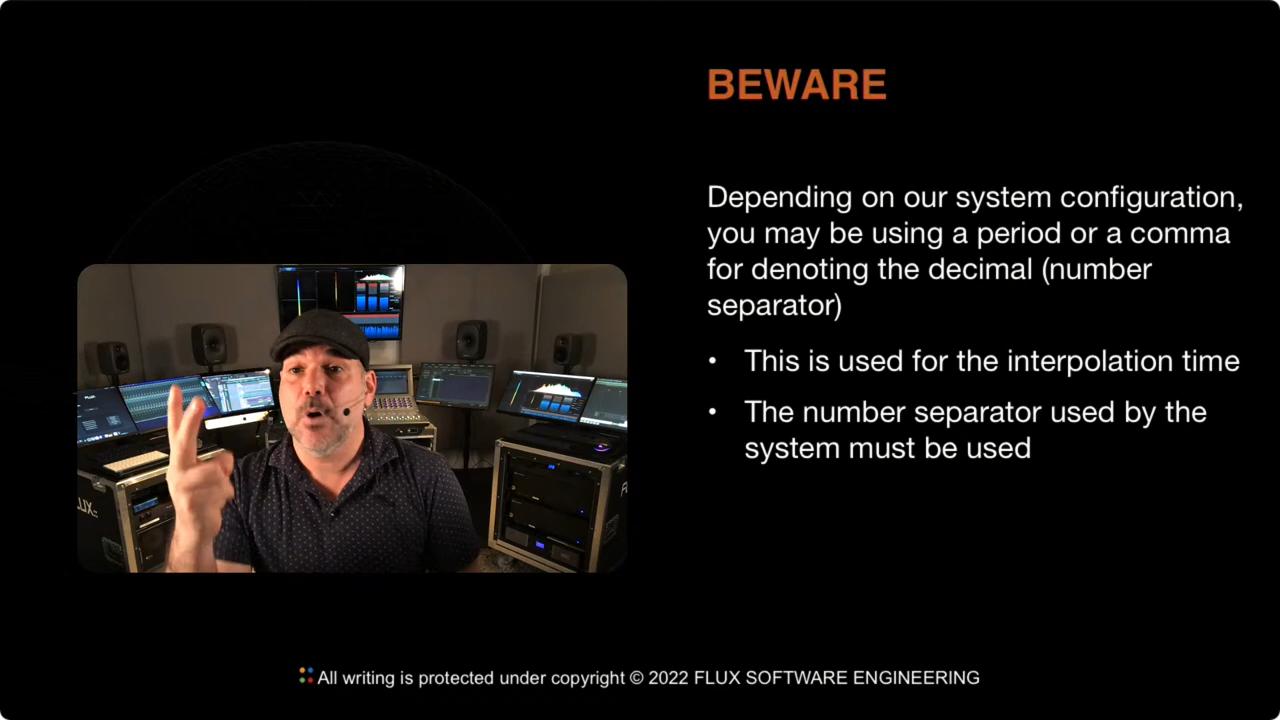 BEWARE
Depending on our system configuration,
you may be using a period or a comma
for denoting the decimal (number
separator)
• This is used for the interpolation time
• The number separator used by the
system must be used
All writing is protected under copyright © 2022 FLUX SOFTWARE ENGINEERING